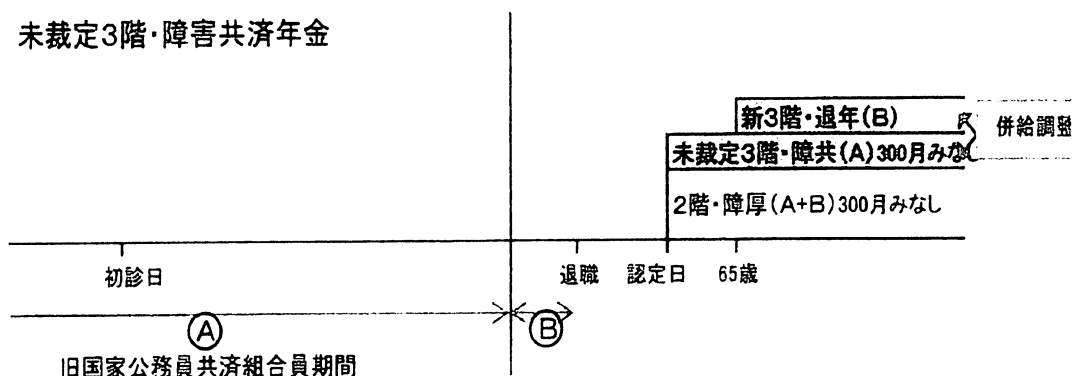 未裁定3階・障害共済年金
新3階・退年(B)
併給調整
未裁定3階・障共(A)300月みなし
2階・障厚(A+B)300月みなし
初診日
退職
認定日
65歳
A
B
旧国家公務員共済組合員期間